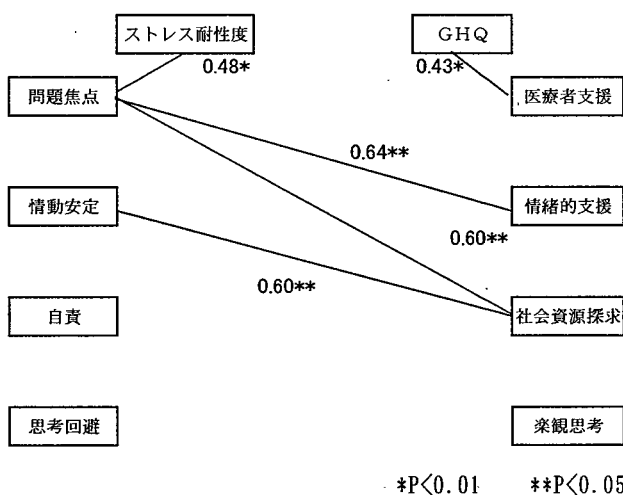 ストレス耐性度 GHQ
0.48* 0.43*
問題焦点 医療者支援
0.64**
情動安定 情緒的支援
0.60**
0.60**
自責 社会資源探求
思考回避 楽観思考
*P<0.01 **P<0.05